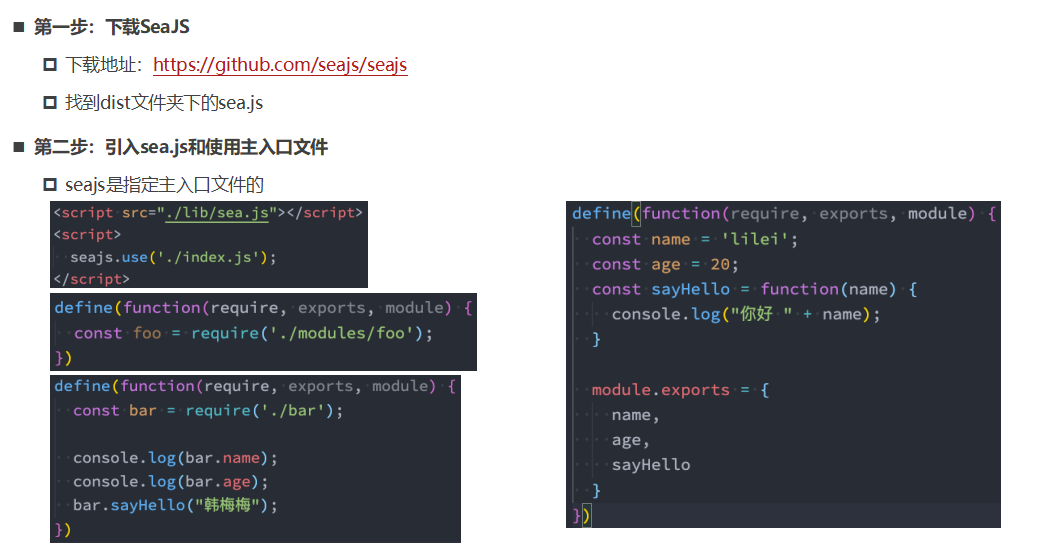 第一步：下载SeaJS
下载地址：https://github.com/seajs/seajs
找到dist文件夹下的sea.js
第二步：引入sea.js和使用主入口文件
seajs是指定主入口文件的
<script src="./lib/sea.js"></script>
<script>
  seajs.use('./index.js');
</script>
define(function(require, exports, module) {
  const foo = require('./modules/foo');
})
define(function(require, exports, module) {
  const bar = require('./bar');
  console.log(bar.name);
  console.log(bar.age);
  bar.sayHello("韩梅梅");
})
define(function(require, exports, module) {
  const name = 'lilei';
  const age = 20;
  const sayHello = function(name) {
    console.log("你好 " + name);
  }
  module.exports = {
    name,
    age,
    sayHello
  }
})